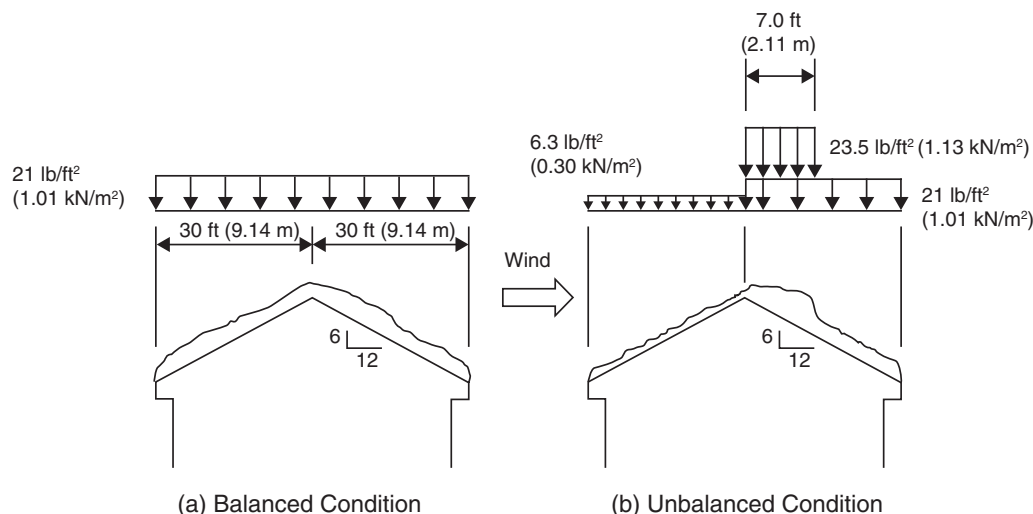 7.0 ft
(2.11 m)
21 lb/ft²
(1.01 kN/m²)
30 ft (9.14 m)
30 ft (9.14 m)
6
12
(a) Balanced Condition
Wind
6.3 lb/ft²
(0.30 kN/m²)
23.5 lb/ft² (1.13 kN/m²)
21 lb/ft²
(1.01 kN/m²)
6
12
(b) Unbalanced Condition